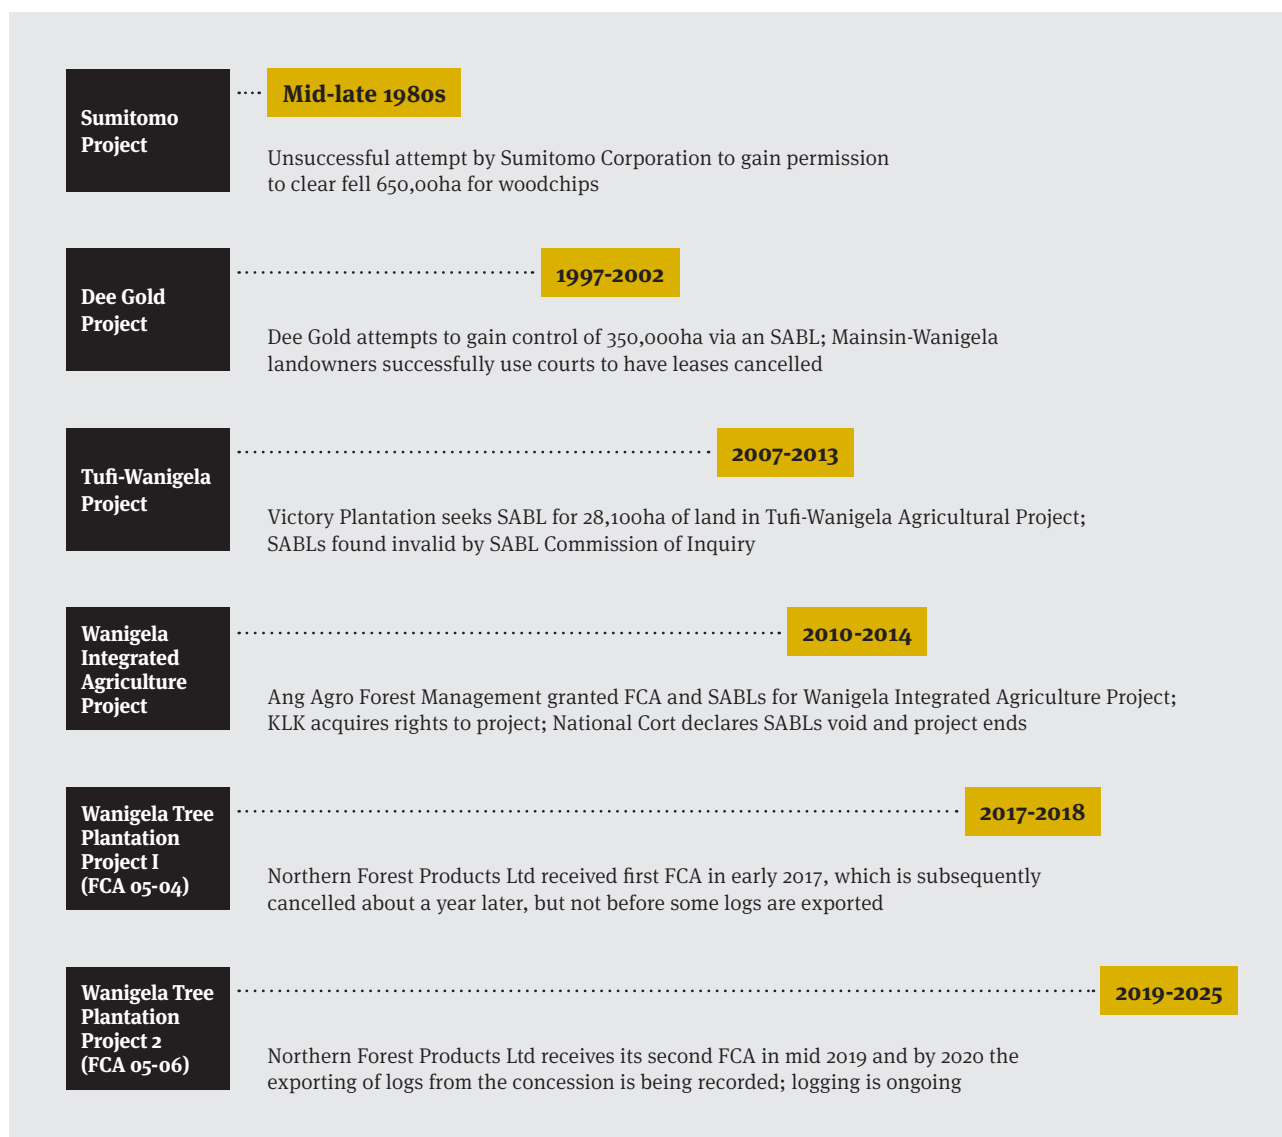 Sumitomo
Project
Mid-late 1980s
Unsuccessful attempt by Sumitomo Corporation to gain permission
to clear fell 650,00ha for woodchips
Dee Gold
Project
1997-2002
Dee Gold attempts to gain control of 350,000ha via an SABL; Mainsin-Wanigela
landowners successfully use courts to have leases cancelled
Tufi-Wanigela
Project
2007-2013
Victory Plantation seeks SABL for 28,100ha of land in Tufi-Wanigela Agricultural Project;
SABLs found invalid by SABL Commission of Inquiry
Wanigela
Integrated
Agriculture
Project
2010-2014
Ang Agro Forest Management granted FCA and SABLs for Wanigela Integrated Agriculture Project;
KLK acquires rights to project; National Cort declares SABLs void and project ends
Wanigela Tree
Plantation
Project I
(FCA 05-04)
2017-2018
Northern Forest Products Ltd received first FCA in early 2017, which is subsequently
cancelled about a year later, but not before some logs are exported
Wanigela Tree
Plantation
Project 2
(FCA 05-06)
2019-2025
Northern Forest Products Ltd receives its second FCA in mid 2019 and by 2020 the
exporting of logs from the concession is being recorded; logging is ongoing